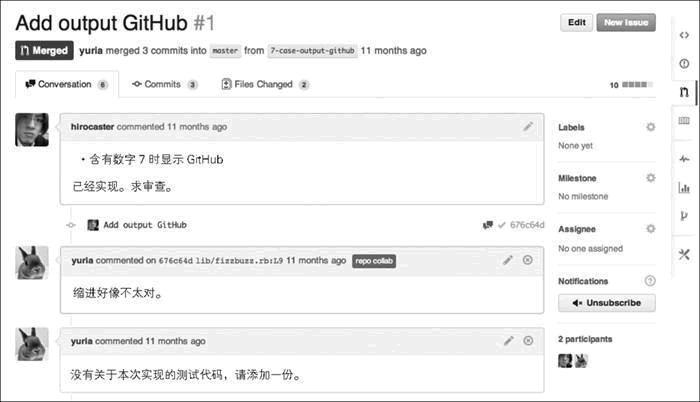 Add output GitHub #1
Edit
New Issue
Merged yuria merged 3 commits into master from 7-case-output-github 11 months ago
Conversation 6
Commits 3
Files Changed 2
10
hirocaster commented 11 months ago
・含有数字 7 时显示 GitHub
已经实现。求审查。
Add output GitHub
676c64d
yuria commented on 676c64d lib/fizzbuzz.rb:L9 11 months ago repo collab
缩进好像不太对。
yuria commented 11 months ago
没有关于本次实现的测试代码，请添加一份。
Labels
None yet
Milestone
No milestone
Assignee
No one assigned
Notifications
Unsubscribe
2 participants